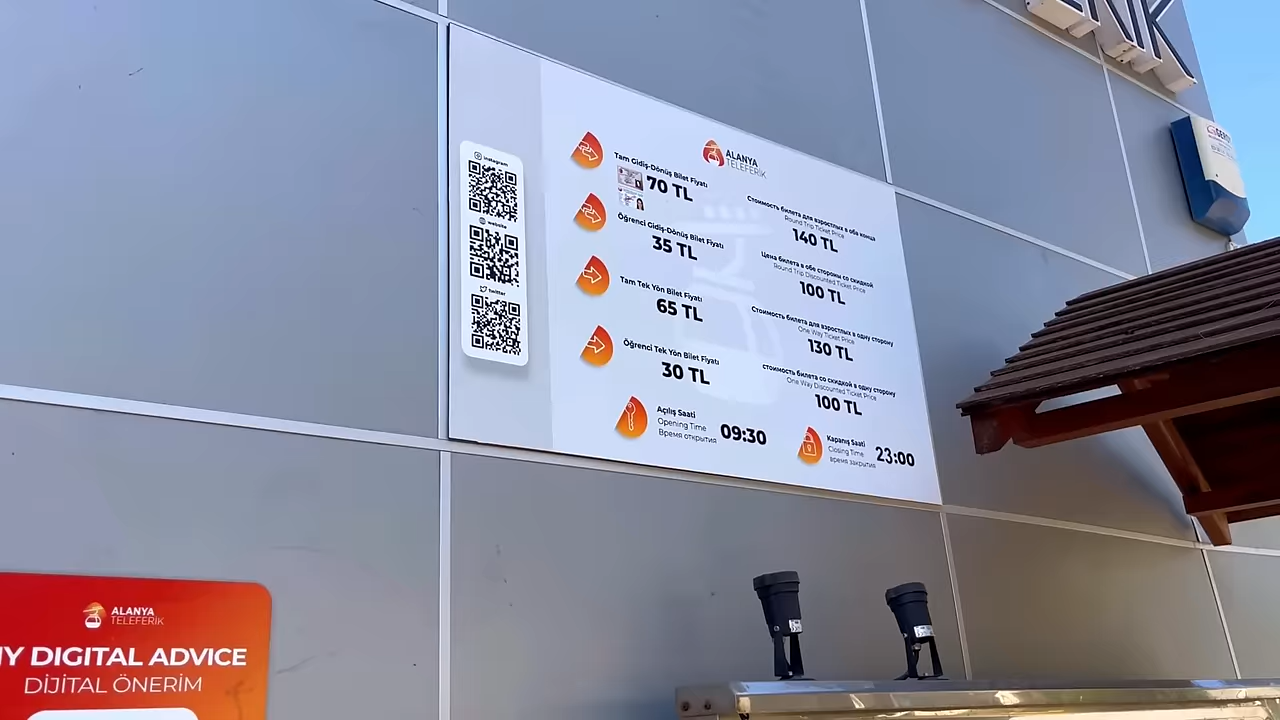 instagram
website
twitter
ALANYA
TELEFERİK
Tam Gidiş-Dönüş Bilet Fiyatı
70 TL
Öğrenci Gidiş-Dönüş Bilet Fiyatı
35 TL
Tam Tek Yön Bilet Fiyatı
65 TL
Öğrenci Tek Yön Bilet Fiyatı
30 TL
Стоимость билета для взрослых в оба конца
Round Trip Ticket Price
140 TL
Цена билета в обе стороны со скидкой
Round Trip Discounted Ticket Price
100 TL
Стоимость билета для взрослых в одну сторону
One Way Ticket Price
130 TL
стоимость билета со скидкой в одну сторону
One Way Discounted Ticket Price
100 TL
Açılış Saati
Opening Time
Время открытия
09:30
Kapanış Saati
Closing Time
время закрытия
23:00
ALANYA
TELEFERİK
DIGITAL ADVICE
DİJİTAL ÖNERİM